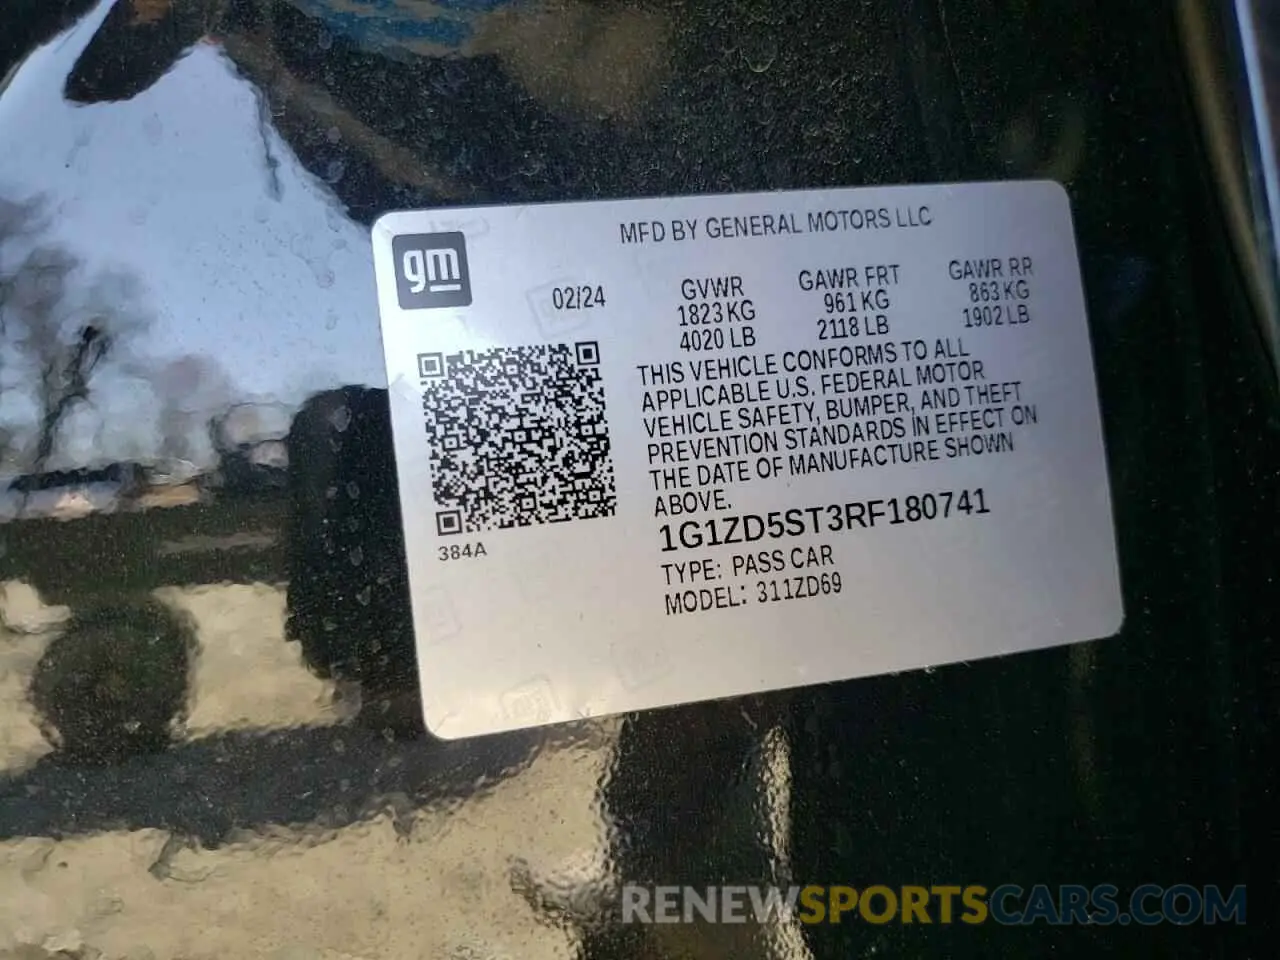 MFD BY GENERAL MOTORS LLC
gm
02/24
GVWR
1823 KG
4020 LB
GAWR FRT
961 KG
2118 LB
GAWR RR
863 KG
1902 LB
THIS VEHICLE CONFORMS TO ALL
APPLICABLE U.S. FEDERAL MOTOR
VEHICLE SAFETY, BUMPER, AND THEFT
PREVENTION STANDARDS IN EFFECT ON
THE DATE OF MANUFACTURE SHOWN
ABOVE.
1G1ZD5ST3RF180741
TYPE: PASS CAR
MODEL: 311ZD69
384A
RENEWSPORTSCARS.COM